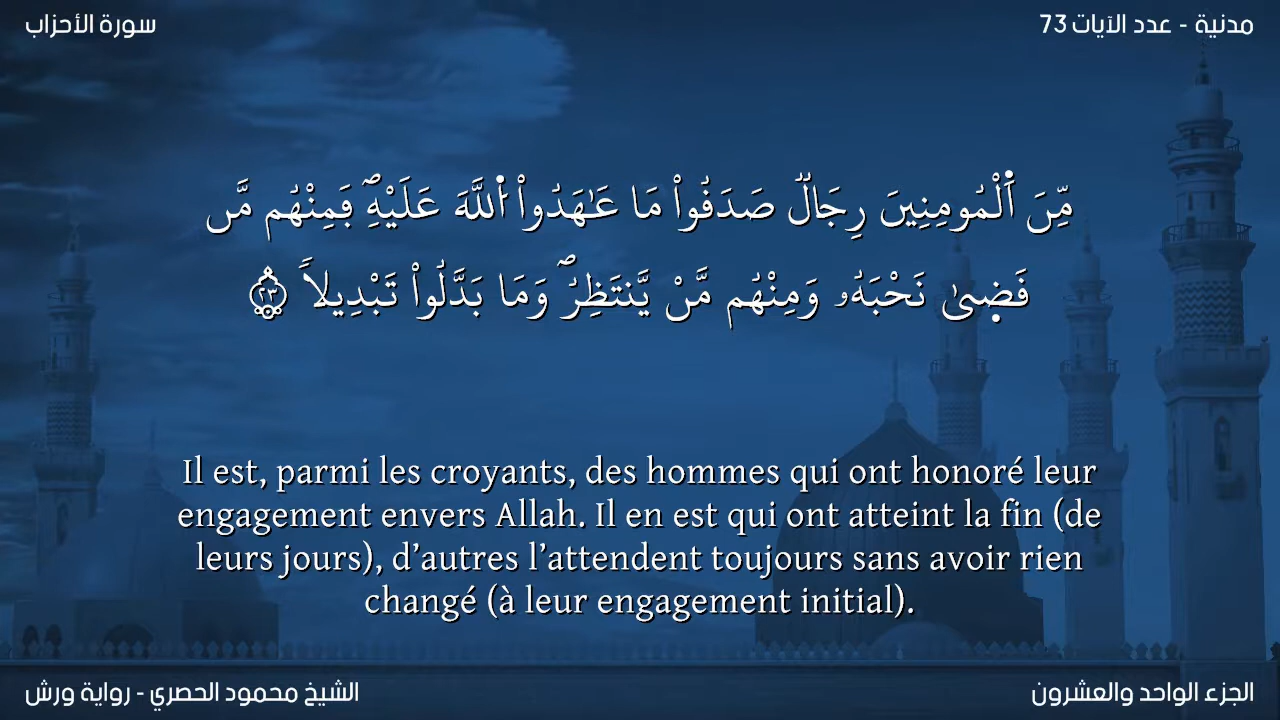 مدنية - عدد الآيات 73
سورة الأحزاب
مِّنَ اَ۬لْمُومِنِينَ رِجَالٞ صَدَقُواْ مَا عَٰهَدُواْ اُ۬للَّهَ عَلَيْهِۖ فَمِنْهُم مَّن
قَض۪ىٰ نَحْبَهُۥ وَمِنْهُم مَّنْ يَّنتَظِرُۖ وَمَا بَدَّلُواْ تَبْدِيلاٗ ٢٣
Il est, parmi les croyants, des hommes qui ont honoré leur
engagement envers Allah. Il en est qui ont atteint la fin (de
leurs jours), d’autres l’attendent toujours sans avoir rien
changé (à leur engagement initial).
الجزء الواحد والعشرون
الشيخ محمود الحصري - رواية ورش